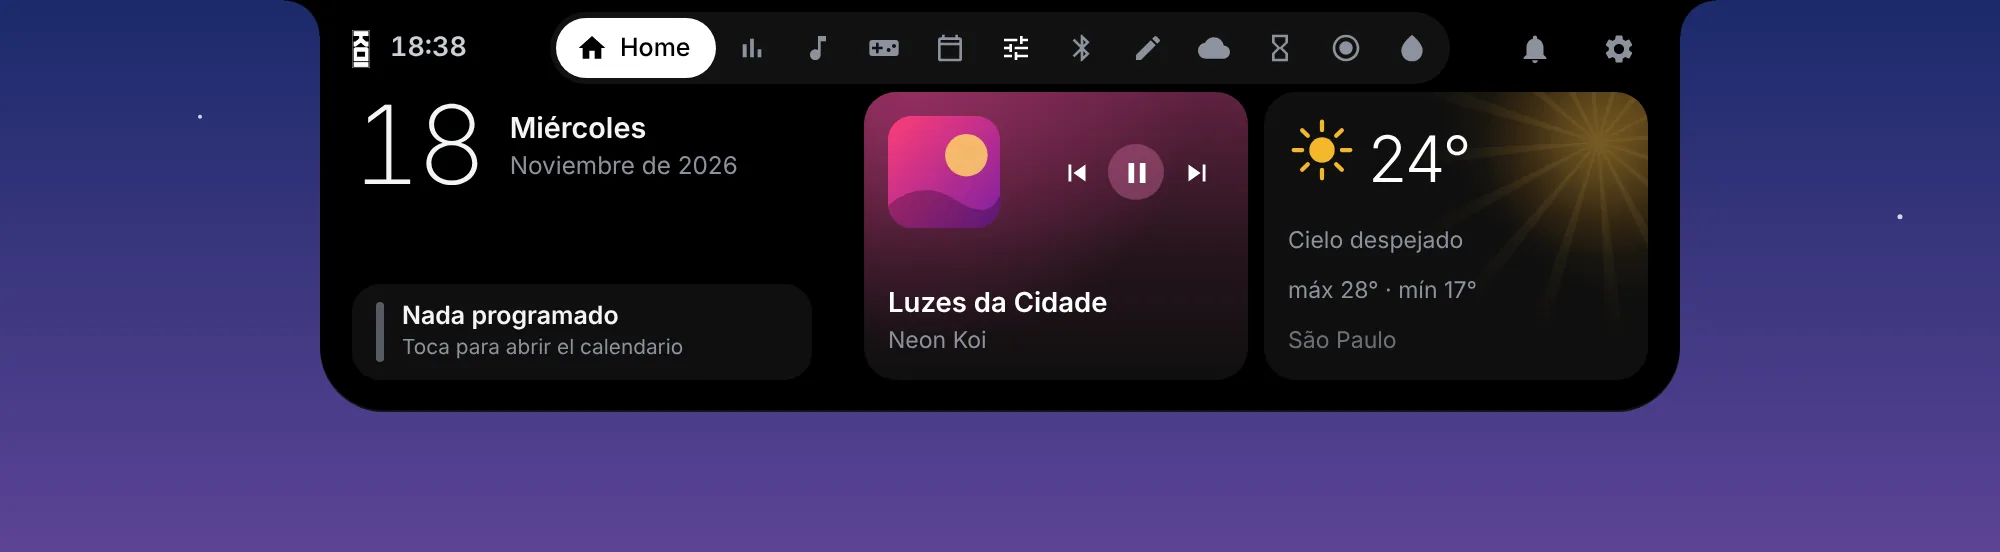 KOI
18:38
Home
18
Miércoles
Noviembre de 2026
Nada programado
Toca para abrir el calendario
Luzes da Cidade
Neon Koi
24°
Cielo despejado
máx 28° · mín 17°
São Paulo